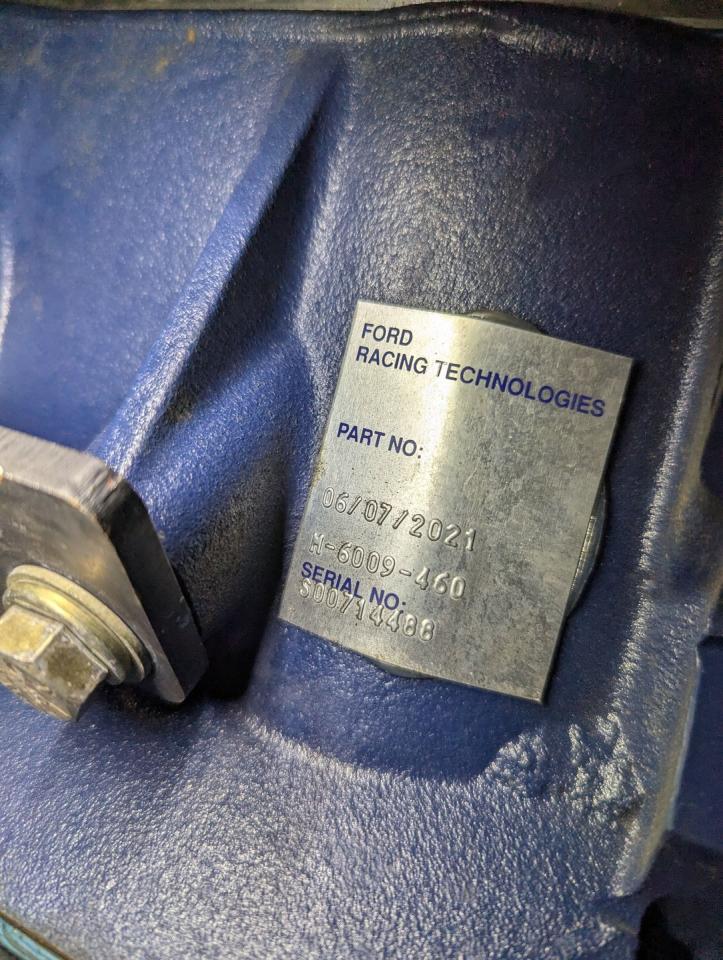 FORD
RACING TECHNOLOGIES
PART NO:
06/07/2021
M-6009-460
SERIAL NO:
S00714488